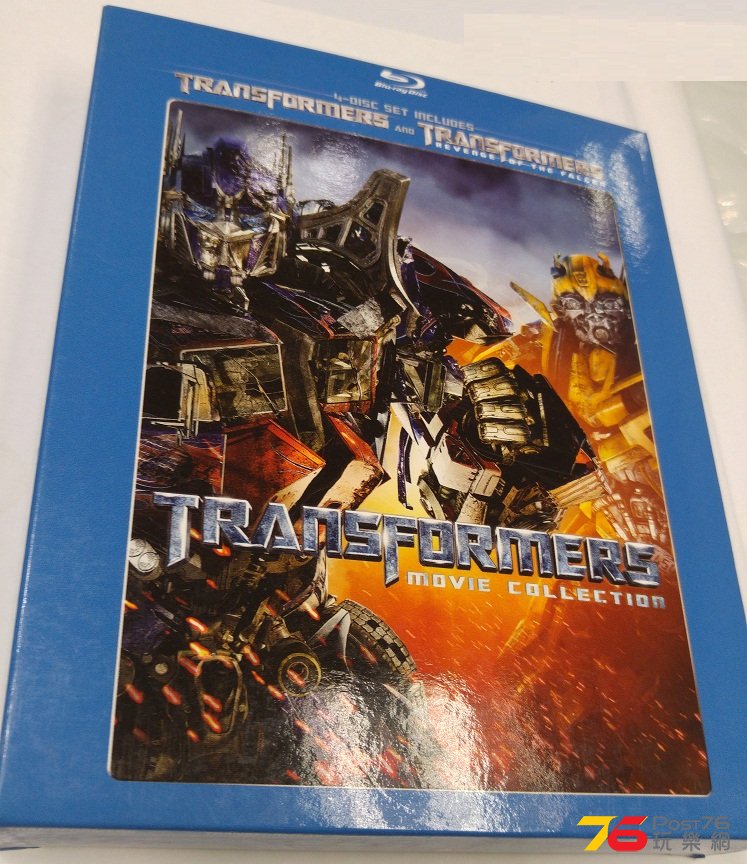 Blu-ray Disc
4-DISC SET INCLUDES
TRANSFORMERS AND TRANSFORMERS
REVENGE OF THE FALLEN
TRANSFORMERS
MOVIE COLLECTION
76 Post76
玩樂網